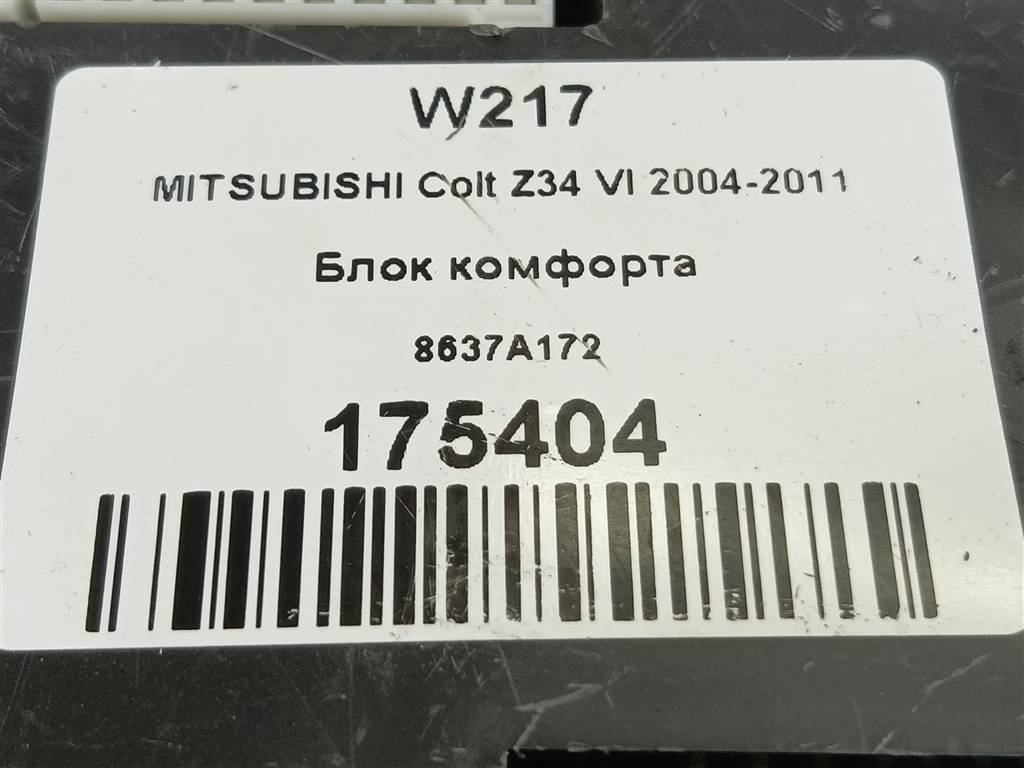 W217
MITSUBISHI Colt Z34 VI 2004-2011
Блок комфорта
8637A172
175404